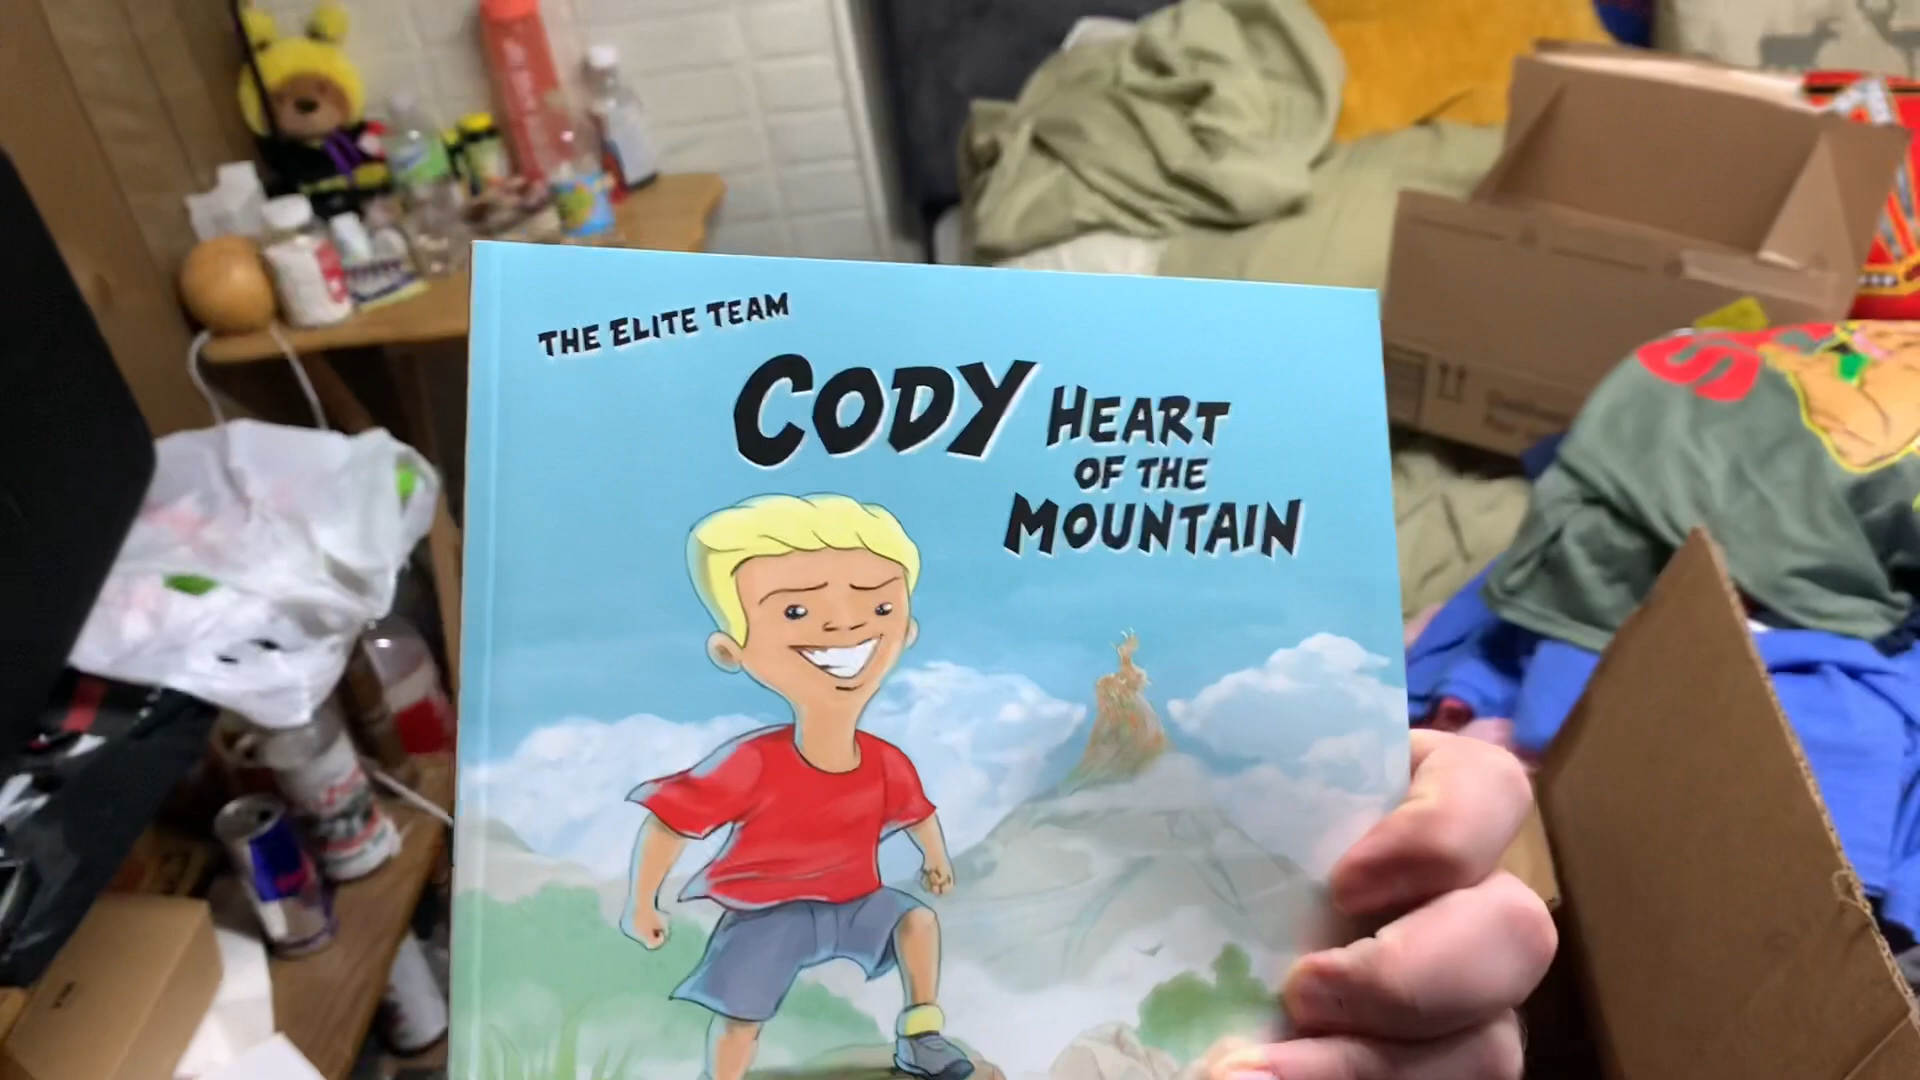 THE ELITE TEAM
CODY HEART
OF THE
MOUNTAIN